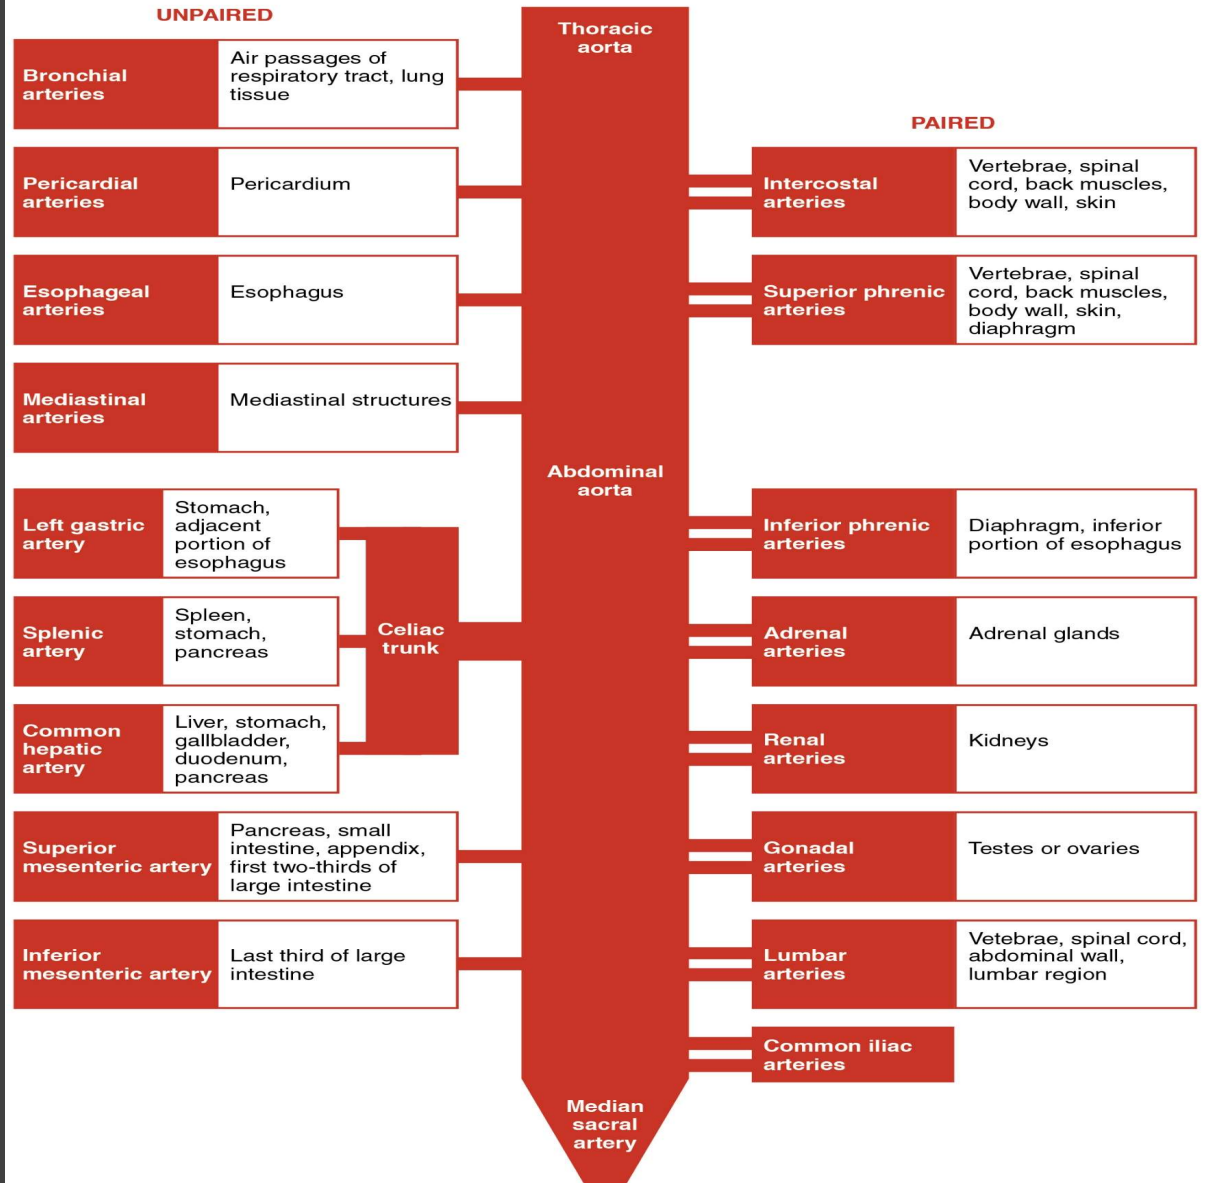 UNPAIRED
Thoracic
aorta
Bronchial
arteries
Air passages of
respiratory tract, lung
tissue
PAIRED
Pericardial
arteries
Pericardium
Intercostal
arteries
Vertebrae, spinal
cord, back muscles,
body wall, skin
Esophageal
arteries
Esophagus
Superior phrenic
arteries
Vertebrae, spinal
cord, back muscles,
body wall, skin,
diaphragm
Mediastinal
arteries
Mediastinal structures
Abdominal
aorta
Left gastric
artery
Stomach,
adjacent
portion of
esophagus
Inferior phrenic
arteries
Diaphragm, inferior
portion of esophagus
Splenic
artery
Spleen,
stomach,
pancreas
Celiac
trunk
Adrenal
arteries
Adrenal glands
Common
hepatic
artery
Liver, stomach,
gallbladder,
duodenum,
pancreas
Renal
arteries
Kidneys
Superior
mesenteric artery
Pancreas, small
intestine, appendix,
first two-thirds of
large intestine
Gonadal
arteries
Testes or ovaries
Inferior
mesenteric artery
Last third of large
intestine
Lumbar
arteries
Vetebrae, spinal cord,
abdominal wall,
lumbar region
Common iliac
arteries
Median
sacral
artery